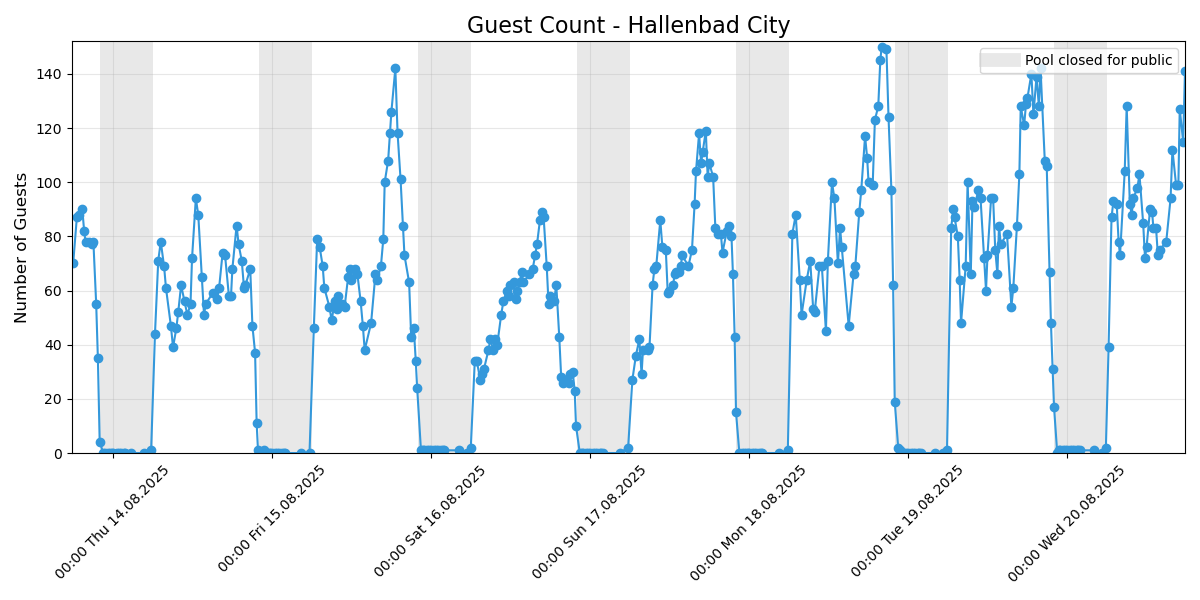 Guest Count - Hallenbad City
Pool closed for public
Number of Guests
140
120
100
80
60
40
20
0
00:00 Thu 14.08.2025
00:00 Fri 15.08.2025
00:00 Sat 16.08.2025
00:00 Sun 17.08.2025
00:00 Mon 18.08.2025
00:00 Tue 19.08.2025
00:00 Wed 20.08.2025